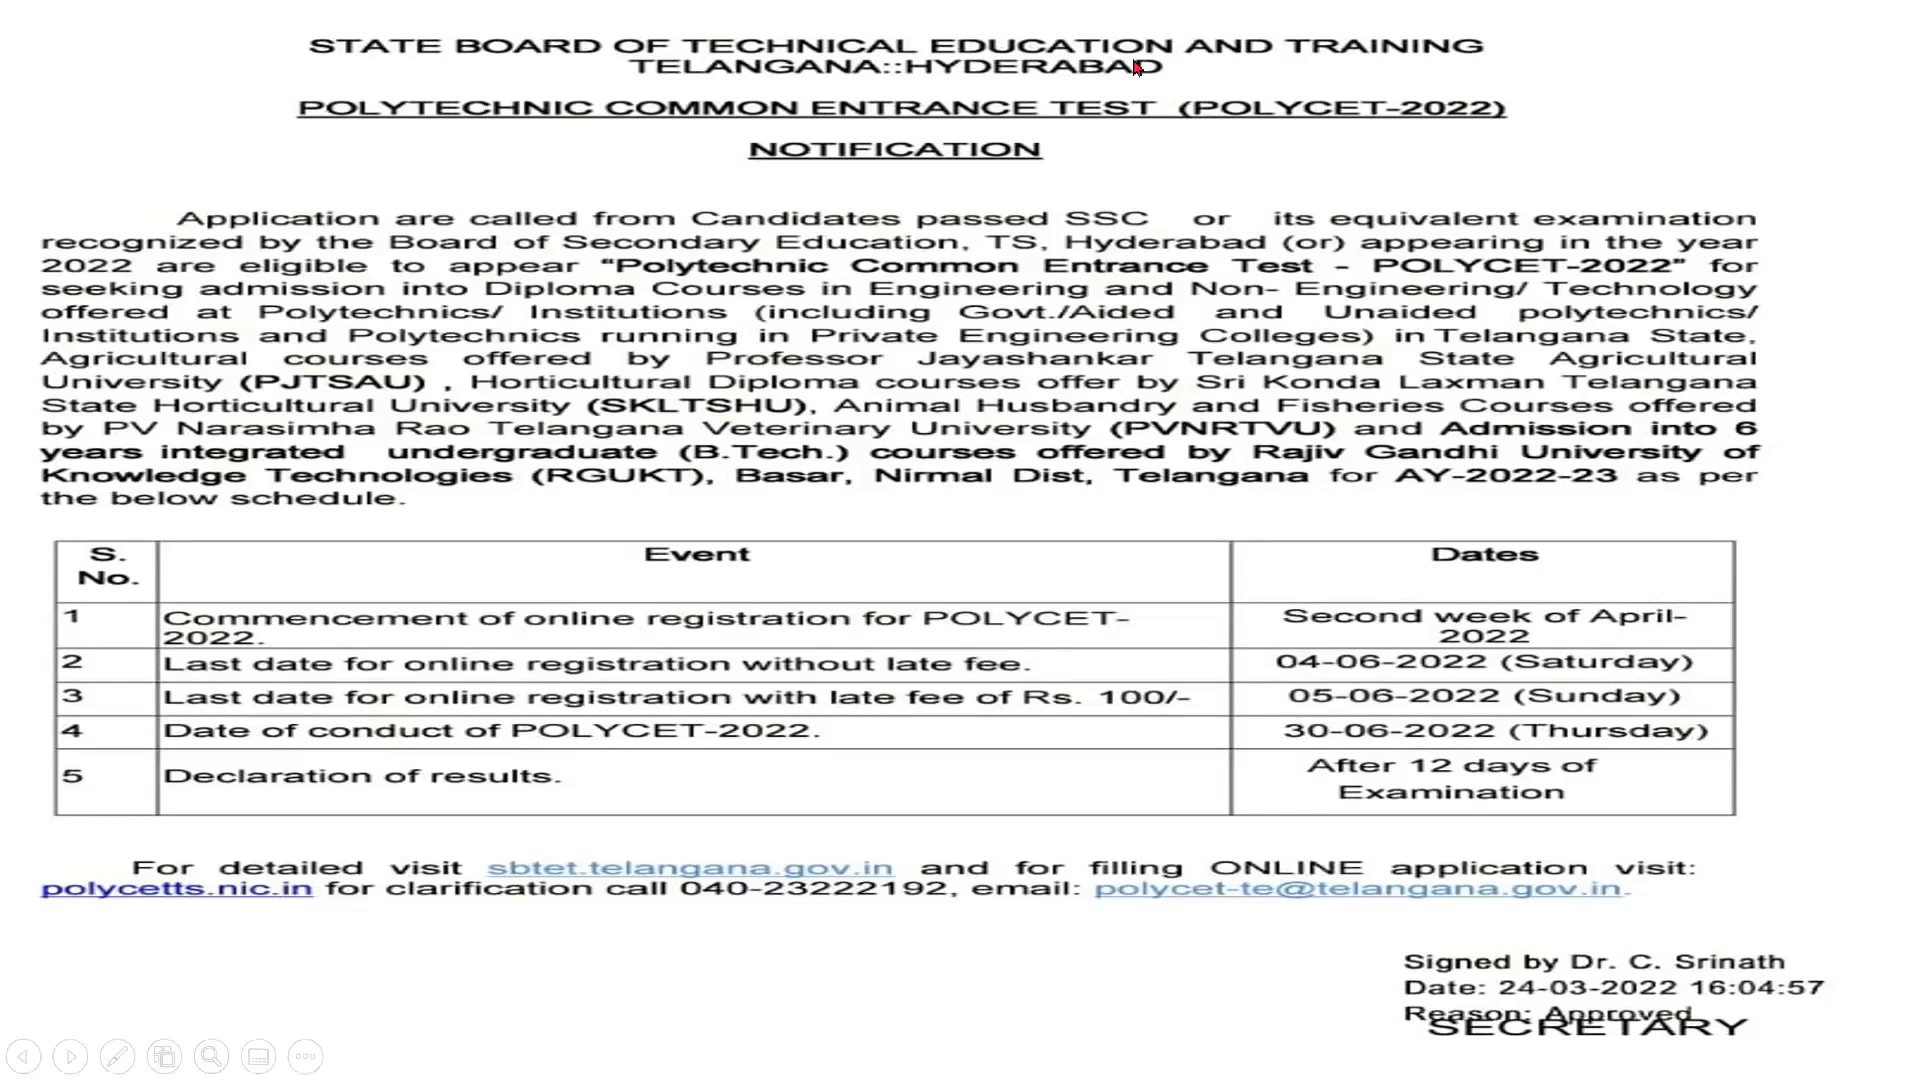 STATE BOARD OF TECHNICAL EDUCATION AND TRAINING
TELANGANA::HYDERABAD
POLYTECHNIC COMMON ENTRANCE TEST (POLYCET-2022)
NOTIFICATION
Application are called from Candidates passed SSC or its equivalent examination
recognized by the Board of Secondary Education, TS, Hyderabad (or) appearing in the year
2022 are eligible to appear “Polytechnic Common Entrance Test - POLYCET-2022” for
seeking admission into Diploma Courses in Engineering and Non- Engineering/ Technology
offered at Polytechnics/ Institutions (including Govt./Aided and Unaided polytechnics/
Institutions and Polytechnics running in Private Engineering Colleges) in Telangana State,
Agricultural courses offered by Professor Jayashankar Telangana State Agricultural
University (PJTSAU) , Horticultural Diploma courses offer by Sri Konda Laxman Telangana
State Horticultural University (SKLTSHU), Animal Husbandry and Fisheries Courses offered
by PV Narasimha Rao Telangana Veterinary University (PVNRTVU) and Admission into 6
years integrated undergraduate (B.Tech.) courses offered by Rajiv Gandhi University of
Knowledge Technologies (RGUKT), Basar, Nirmal Dist, Telangana for AY-2022-23 as per
the below schedule.
S. No. Event Dates
1 Commencement of online registration for POLYCET-2022. Second week of April-2022
2 Last date for online registration without late fee. 04-06-2022 (Saturday)
3 Last date for online registration with late fee of Rs. 100/- 05-06-2022 (Sunday)
4 Date of conduct of POLYCET-2022. 30-06-2022 (Thursday)
5 Declaration of results. After 12 days of Examination
For detailed visit sbtet.telangana.gov.in and for filling ONLINE application visit:
polycetts.nic.in for clarification call 040-23222192, email: polycet-te@telangana.gov.in.
Signed by Dr. C. Srinath
Date: 24-03-2022 16:04:57
Reason: Approved
SECRETARY